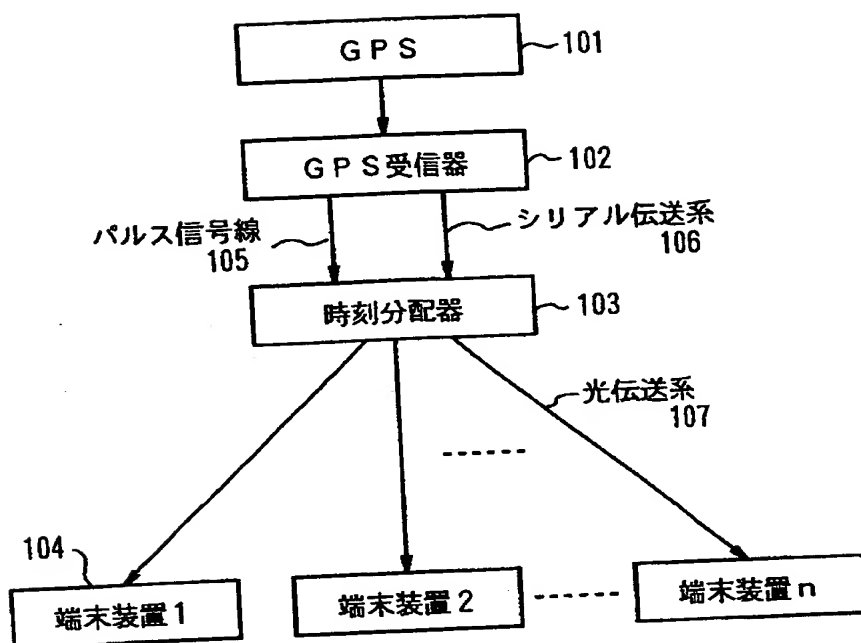 GPS
101
GPS受信器
102
パルス信号線
105
シリアル伝送系
106
時刻分配器
103
光伝送系
107
104
端末装置1
端末装置2
端末装置n